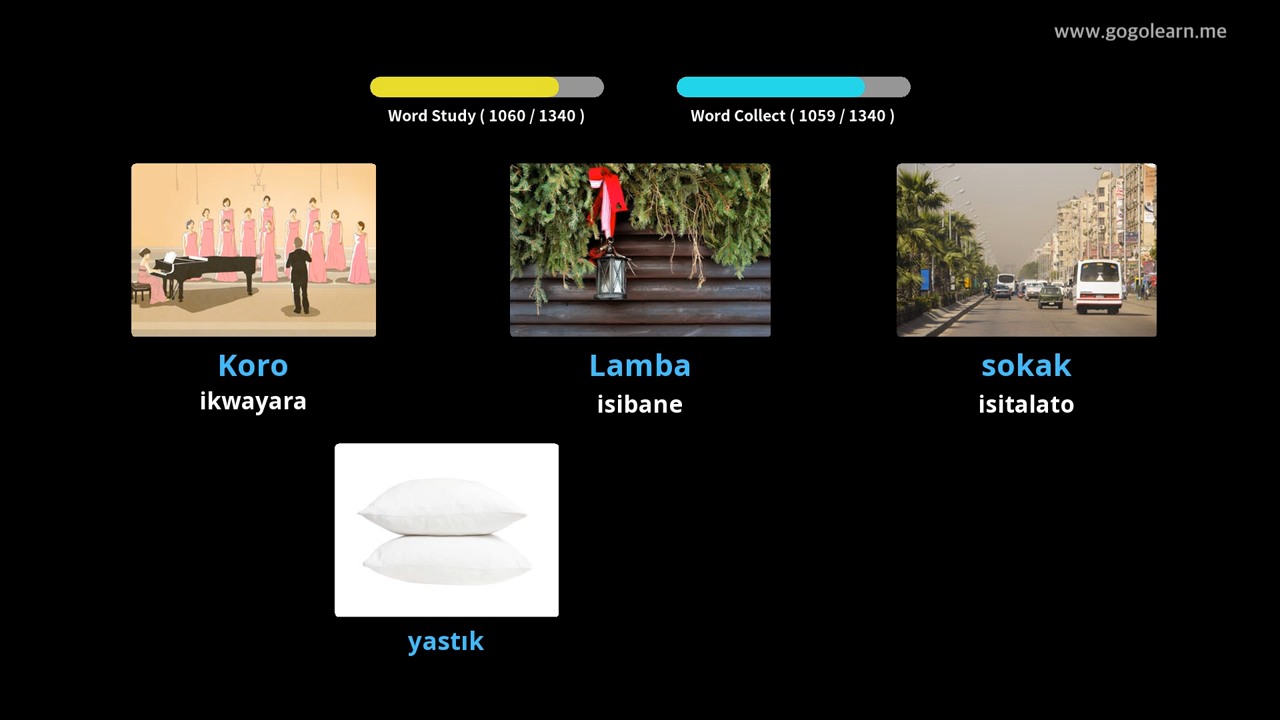 www.gogolearn.me
Word Study ( 1060 / 1340 )
Word Collect ( 1059 / 1340 )
Koro
ikwayara
Lamba
isibane
sokak
isitalato
yastık